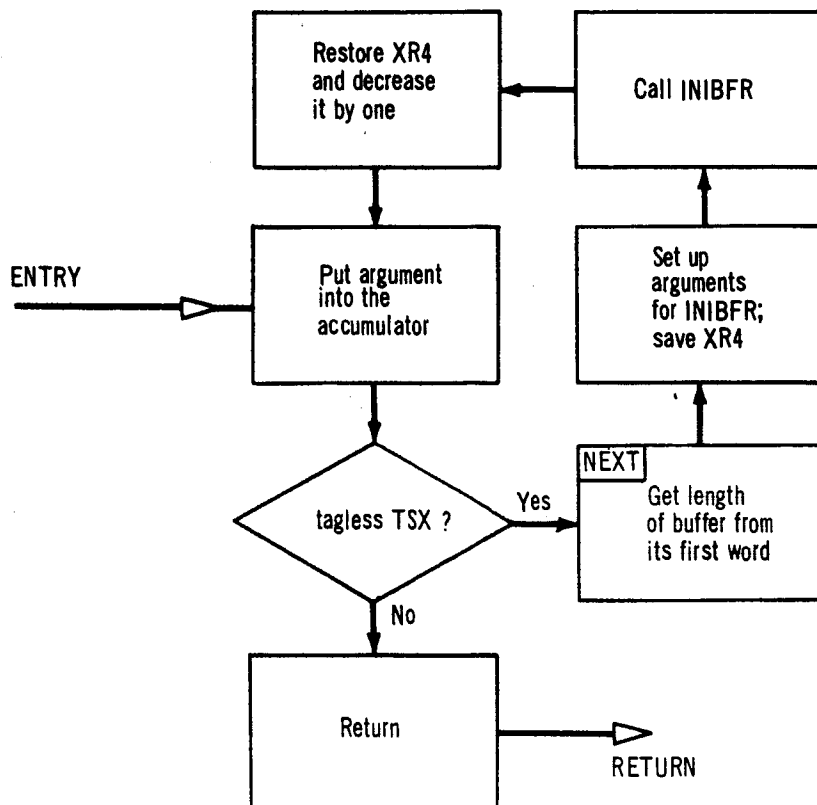 Restore XR4
and decrease
it by one
Call INIBFR
ENTRY
Put argument
into the
accumulator
Set up
arguments
for INIBFR;
save XR4
tagless TSX ?
Yes
NEXT
Get length
of buffer from
its first word
No
Return
RETURN